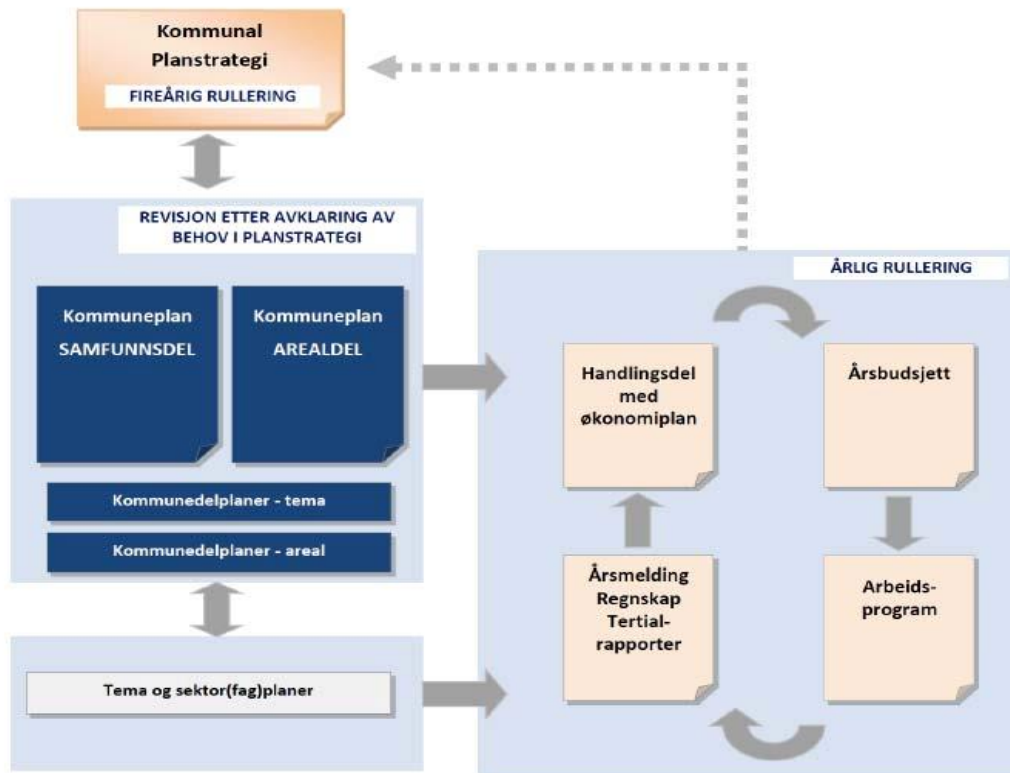 Kommunal
Planstrategi
FIREÅRIG RULLERING
REVISJON ETTER AVKLARING AV
BEHOV I PLANSTRATEGI
Kommuneplan
SAMFUNNSDEL
Kommuneplan
AREALDEL
Kommunedelplaner - tema
Kommunedelplaner - areal
Tema og sektor(fag)planer
ÅRLIG RULLERING
Handlingsdel
med
økonomiplan
Årsbudsjett
Årsmelding
Regnskap
Tertial-
rapporter
Arbeids-
program